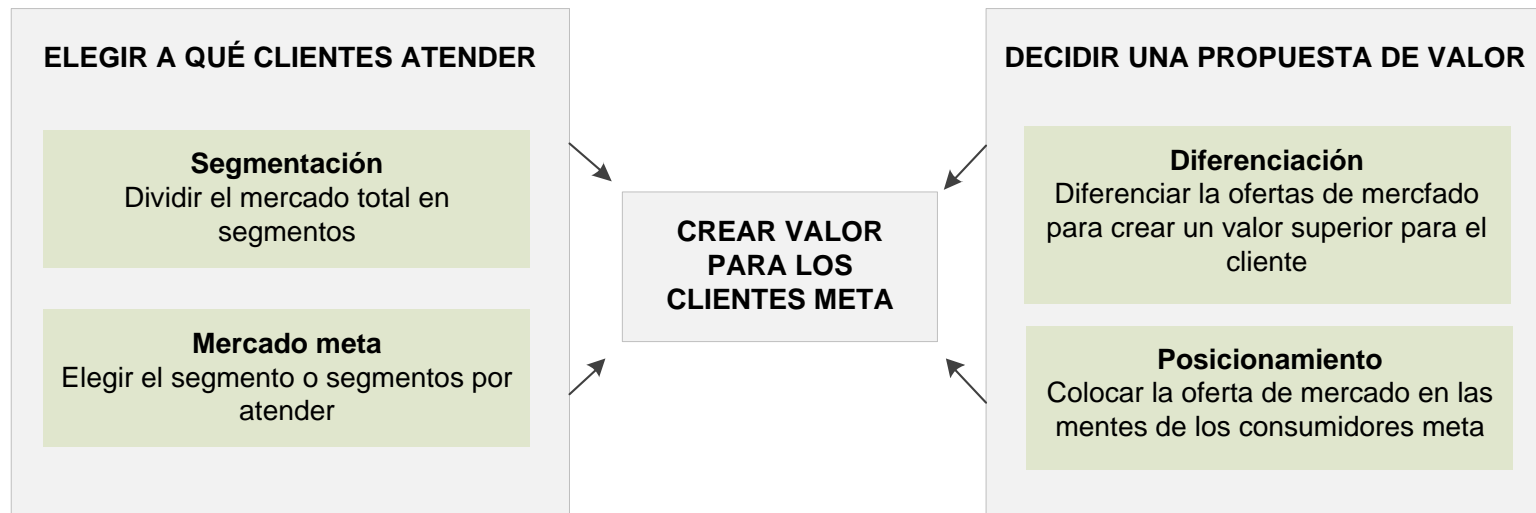 ELEGIR A QUÉ CLIENTES ATENDER
Segmentación
Dividir el mercado total en
segmentos
Mercado meta
Elegir el segmento o segmentos por
atender
CREAR VALOR
PARA LOS
CLIENTES META
DECIDIR UNA PROPUESTA DE VALOR
Diferenciación
Diferenciar la ofertas de mercfado
para crear un valor superior para el
cliente
Posicionamiento
Colocar la oferta de mercado en las
mentes de los consumidores meta